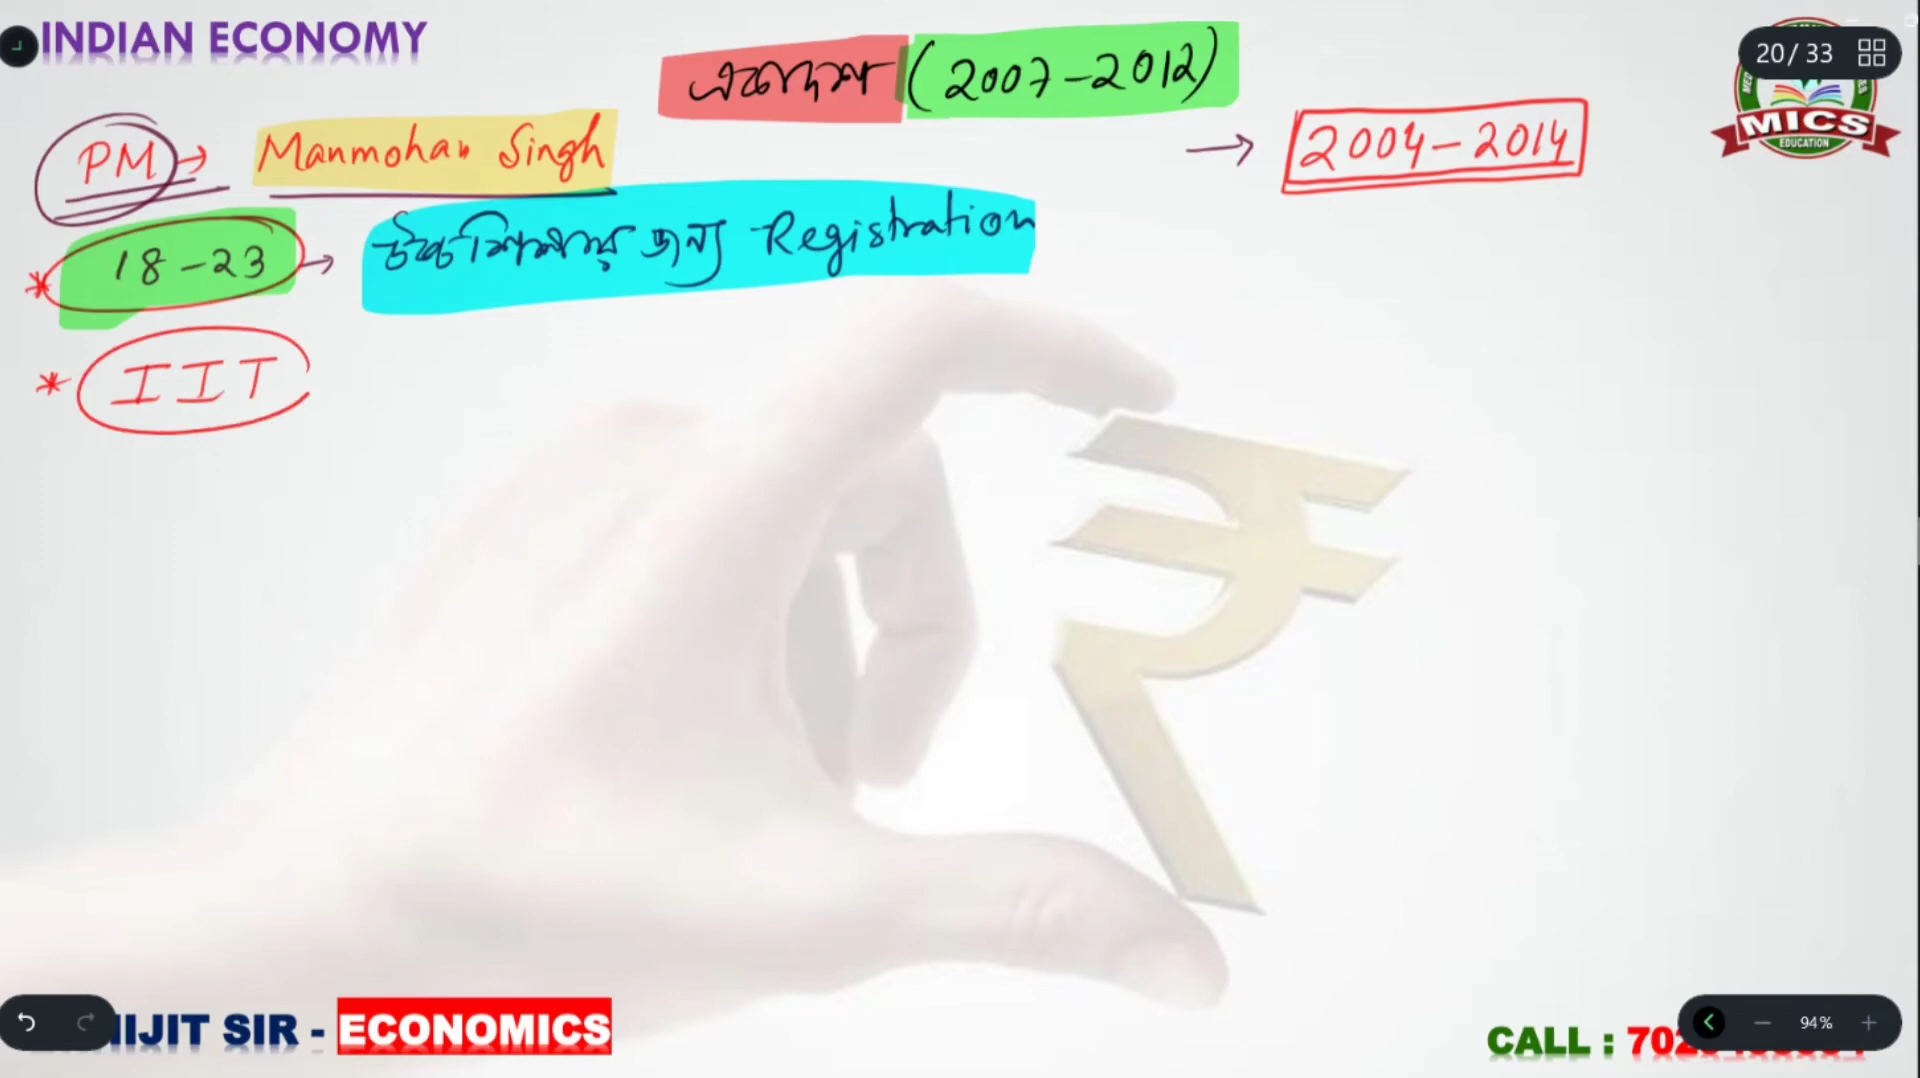 INDIAN ECONOMY
একাদশ (2007-2012)
20/33
PM → Manmohan Singh
→ 2004-2014
MICS
EDUCATION
* 18-23 → উচ্চশিক্ষার জন্য Registration
* IIT
IJIT SIR - ECONOMICS
CALL : 702
94%